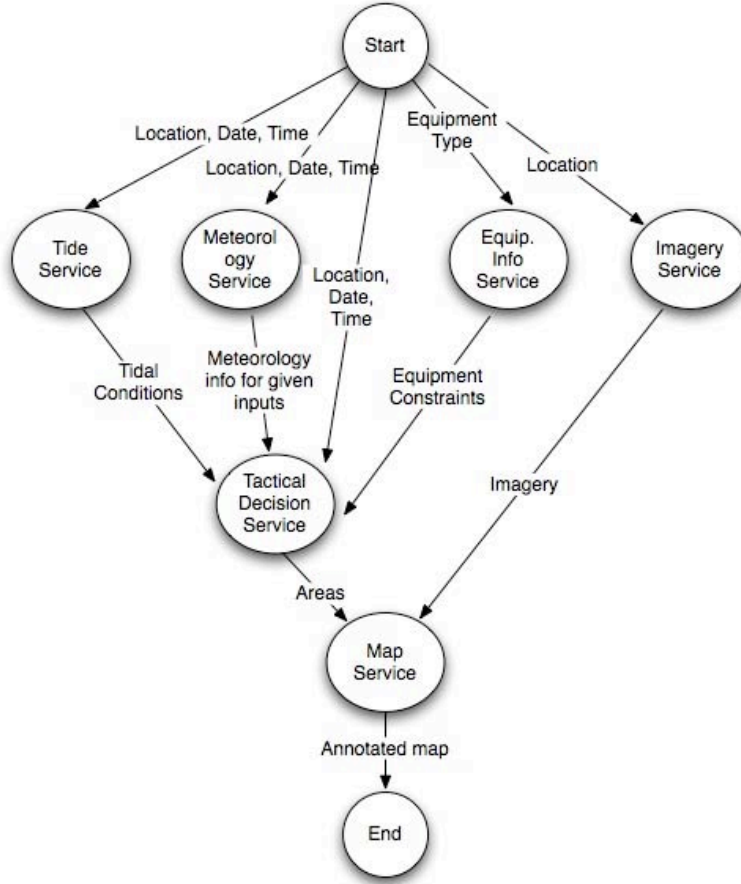 Start
Location, Date, Time
Location, Date, Time
Equipment
Type
Location
Tide
Service
Meteorol
ogy
Service
Location,
Date,
Time
Equip.
Info
Service
Imagery
Service
Tidal
Conditions
Meteorology
info for given
inputs
Equipment
Constraints
Tactical
Decision
Service
Imagery
Areas
Map
Service
Annotated map
End